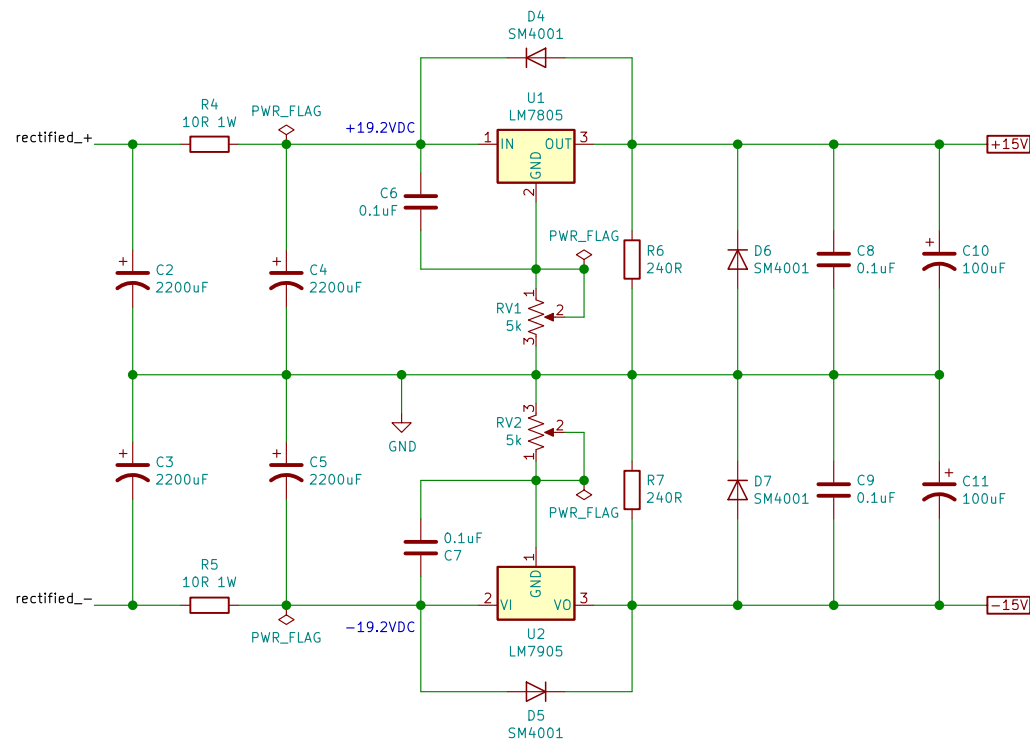 D4
SM4001
U1
LM7805
R4
10R 1W
PWR_FLAG
+19.2VDC
rectified_+
1
IN
GND
OUT
3
2
+15V
C6
0.1uF
PWR_FLAG
+
C2
2200uF
+
C4
2200uF
R6
240R
D6
SM4001
C8
0.1uF
+
C10
100uF
1
RV1
5k
2
3
GND
3
RV2
5k
2
1
+
C3
2200uF
+
C5
2200uF
R7
240R
D7
SM4001
C9
0.1uF
+
C11
100uF
PWR_FLAG
0.1uF
C7
1
R5
10R 1W
rectified_-
PWR_FLAG
-19.2VDC
2
VI
GND
VO
3
-15V
U2
LM7905
D5
SM4001